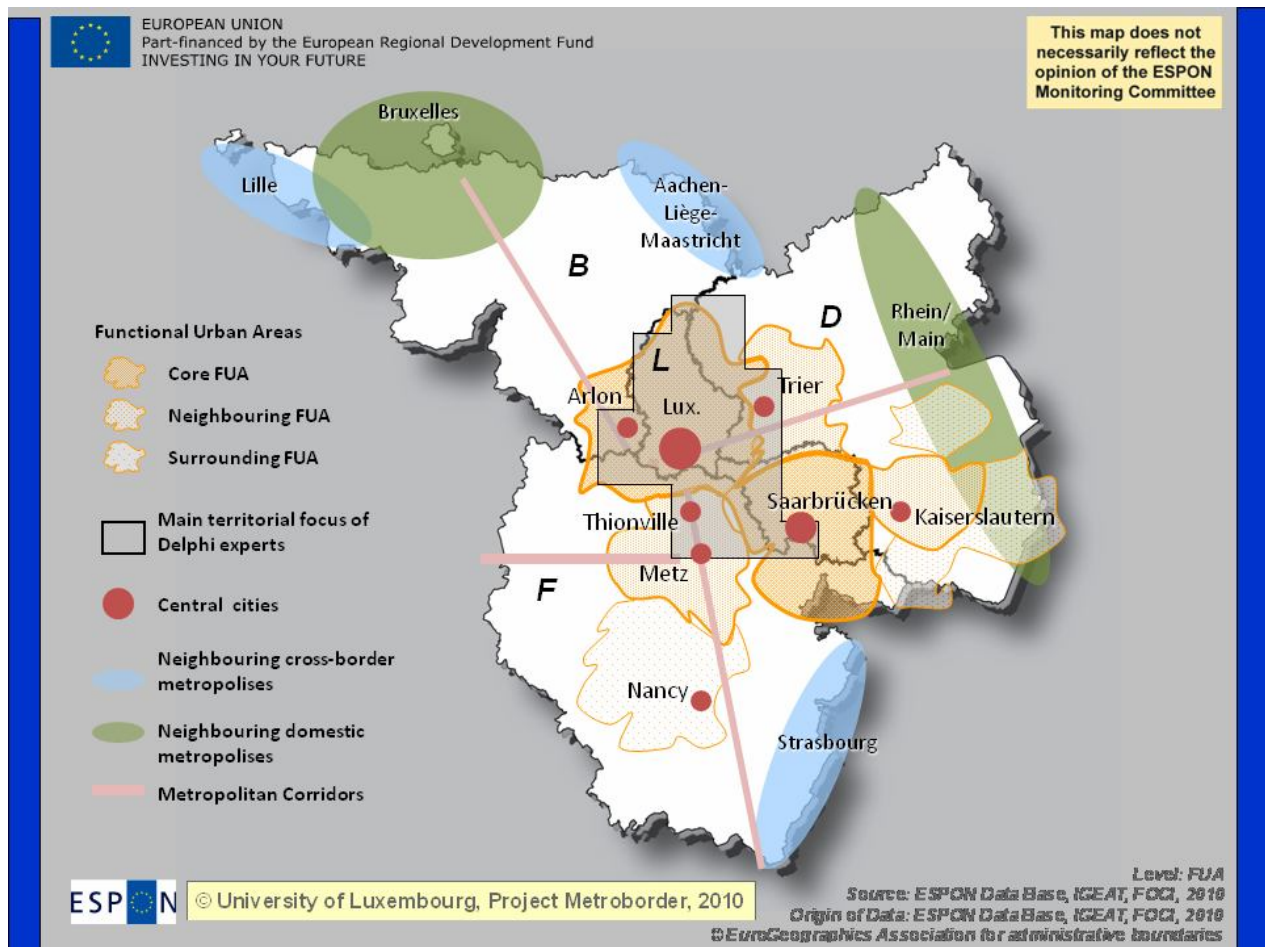 EUROPEAN UNION
Part-financed by the European Regional Development Fund
INVESTING IN YOUR FUTURE
This map does not
necessarily reflect the
opinion of the ESPON
Monitoring Committee
Bruxelles
Lille
Aachen-
Liège-
Maastricht
B
D
Rhein/
Main
Functional Urban Areas
Core FUA
Neighbouring FUA
Surrounding FUA
Main territorial focus of
Delphi experts
Central cities
Neighbouring cross-border
metropolises
Neighbouring domestic
metropolises
Metropolitan Corridors
L
Arlon
Lux.
Trier
Thionville
Saarbrücken
Kaiserslautern
Metz
F
Nancy
Strasbourg
ESPON
© University of Luxembourg, Project Metroborder, 2010
Level: FUA
Source: ESPON Data Base, IGEAT, FOCI, 2010
Origin of Data: ESPON Data Base, IGEAT, FOCI, 2010
© EuroGeographics Association for administrative boundaries